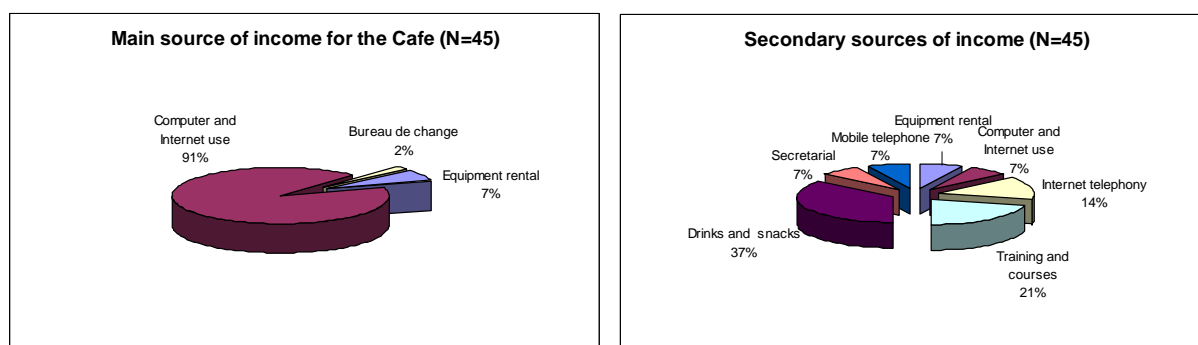 Main source of income for the Cafe (N=45)
Computer and
Internet use
91%
Bureau de change
2%
Equipment rental
7%
Secondary sources of income (N=45)
Equipment rental
7%
Mobile telephone
7%
Computer and
Internet use
7%
Secretarial
7%
Internet telephony
14%
Drinks and snacks
37%
Training and
courses
21%